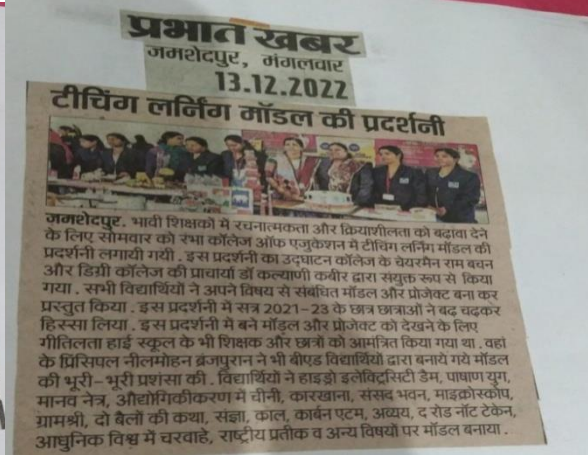 प्रभात खबर
जमशेदपुर, मंगलवार
13.12.2022
टीचिंग लर्निंग मॉडल की प्रदर्शनी
जमशेदपुर. भावी शिक्षकों में रचनात्मकता और क्रियाशीलता को बढ़ावा देने
के लिए सोमवार को रंभा कॉलेज ऑफ एजुकेशन में टीचिंग लर्निंग मॉडल की
प्रदर्शनी लगायी गयी. इस प्रदर्शनी का उद्घाटन कॉलेज के चेयरमैन राम बचन
और डिग्री कॉलेज की प्राचार्या डॉ कल्याणी कबीर द्वारा संयुक्त रूप से किया
गया. सभी विद्यार्थियों ने अपने विषय से संबंधित मॉडल और प्रोजेक्ट बना कर
प्रस्तुत किया. इस प्रदर्शनी में सत्र 2021-23 के छात्र छात्राओं ने बढ़ चढ़कर
हिस्सा लिया. इस प्रदर्शनी में बने मॉडल और प्रोजेक्ट को देखने के लिए
गीतिलता हाई स्कूल के भी शिक्षक और छात्रों को आमंत्रित किया गया था. वहां
के प्रिंसिपल नीलमोहन ब्रजपुरान ने भी बीएड विद्यार्थियों द्वारा बनाये गये मॉडल
की भूरी-भूरी प्रशंसा की. विद्यार्थियों ने हाइड्रो इलेक्ट्रिसिटी डैम, पाषाण युग,
मानव नेत्र, औद्योगिकीकरण में चीनी, कारखाना, संसद भवन, माइक्रोस्कोप,
ग्रामश्री, दो बैलों की कथा, संज्ञा, काल, कार्बन एटम, अव्यय, द रोड नॉट टेकेन,
आधुनिक विश्व में चरवाहे, राष्ट्रीय प्रतीक व अन्य विषयों पर मॉडल बनाया.